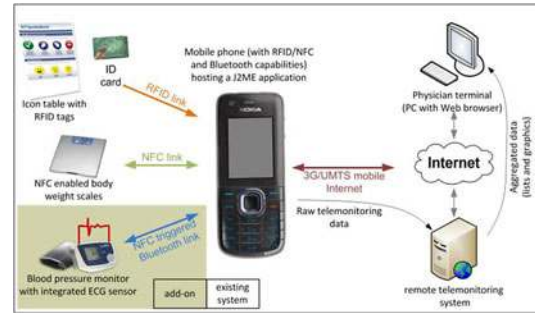 Icon table with
RFID tags
ID
card
RFID link
Mobile phone (with RFID/NFC
and Bluetooth capabilities)
hosting a J2ME application
NOKIA
NFC link
NFC enabled body
weight scales
NFC triggered
Bluetooth link
Blood pressure monitor
with integrated ECG sensor
add-on
existing
system
3G/UMTS mobile
Internet
Raw telemonitoring
data
Physician terminal
(PC with Web browser)
Internet
Aggregated data
(lists and graphics)
remote telemonitoring
system